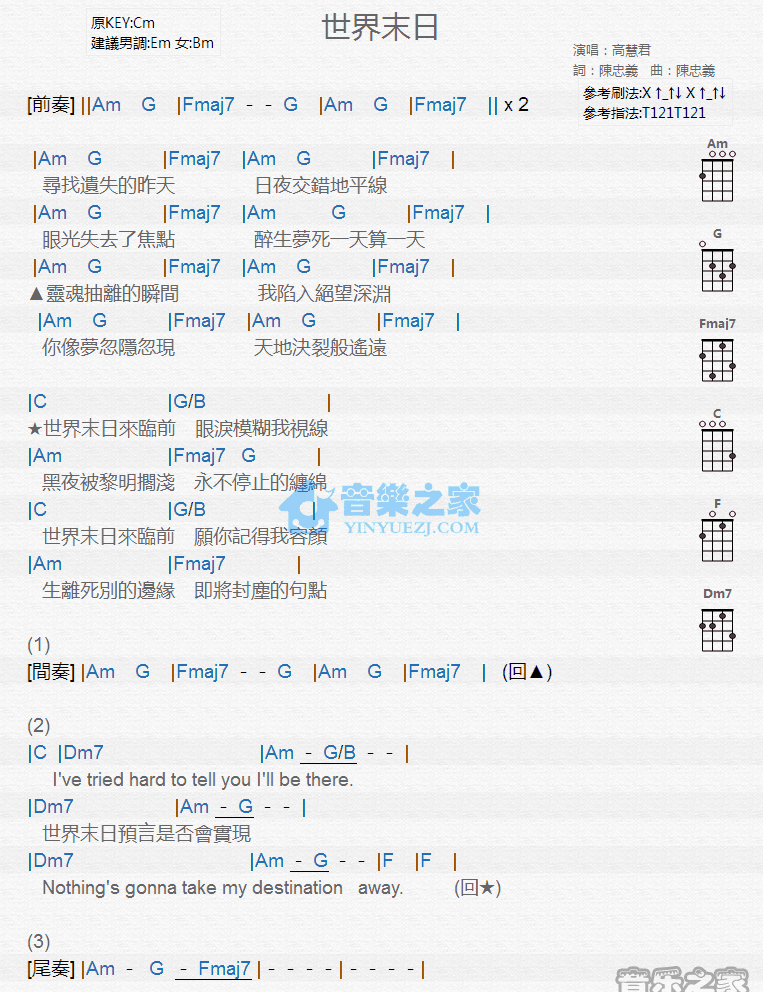 原KEY:Cm
建議男調:Em 女:Bm
世界末日
演唱：高慧君
詞：陳忠義　曲：陳忠義
參考刷法:X ↑_↑↓ X ↑_↑↓
參考指法:T121T121
[前奏] ||Am G |Fmaj7 - - G |Am G |Fmaj7 || x 2
|Am G |Fmaj7 |Am G |Fmaj7 |
尋找遺失的昨天 日夜交錯地平線
|Am G |Fmaj7 |Am G |Fmaj7 |
眼光失去了焦點 醉生夢死一天算一天
|Am G |Fmaj7 |Am G |Fmaj7 |
▲靈魂抽離的瞬間 我陷入絕望深淵
|Am G |Fmaj7 |Am G |Fmaj7 |
你像夢忽隱忽現 天地決裂般遙遠
|C |G/B |
★世界末日來臨前 眼淚模糊我視線
|Am |Fmaj7 G |
黑夜被黎明擱淺 永不停止的纏綿
|C |G/B |
世界末日來臨前 願你記得我容顏
|Am |Fmaj7 |
生離死別的邊緣 即將封塵的句點
(1)
[間奏] |Am G |Fmaj7 - - G |Am G |Fmaj7 | (回▲)
(2)
|C |Dm7 |Am - G/B - - |
I've tried hard to tell you I'll be there.
|Dm7 |Am - G - - |
世界末日預言是否會實現
|Dm7 |Am - G - - |F |F |
Nothing's gonna take my destination away. (回★)
(3)
[尾奏] |Am - G - Fmaj7 | - - - - | - - - - |
Am
G
Fmaj7
C
F
Dm7
音樂之家
YINYUEZJ.COM
音乐之家